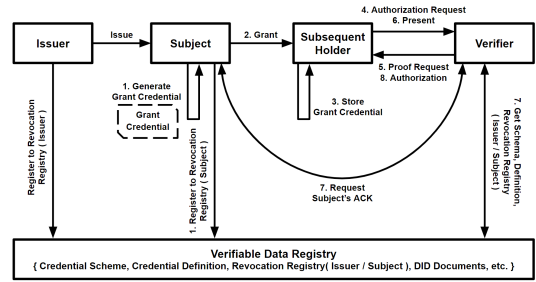 4. Authorization Request
6. Present
Issuer
Issue
Subject
2. Grant
Subsequent
Holder
Verifier
5. Proof Request
8. Authorization
1. Generate
Grant Credential
Grant
Credential
3. Store
Grant Credential
Register to Revocation
Registry ( Issuer )
1. Register to Revocation
Registry ( Subject )
7. Request
Subject's ACK
7. Get Schema, Definition,
Revocation Registry
( Issuer / Subject )
Verifiable Data Registry
{ Credential Scheme, Credential Definition, Revocation Registry( Issuer / Subject ), DID Documents, etc. }